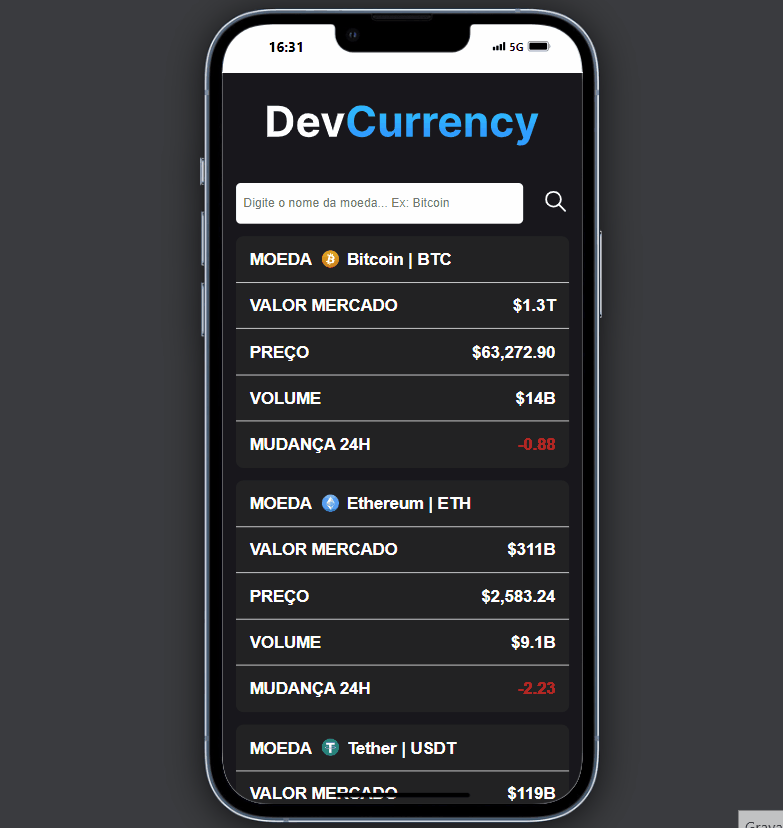 16:31 5G
DevCurrency
Digite o nome da moeda... Ex: Bitcoin
MOEDA Bitcoin | BTC
VALOR MERCADO $1.3T
PREÇO $63,272.90
VOLUME $14B
MUDANÇA 24H -0.88
MOEDA Ethereum | ETH
VALOR MERCADO $311B
PREÇO $2,583.24
VOLUME $9.1B
MUDANÇA 24H -2.23
MOEDA Tether | USDT
VALOR MERCADO $119B